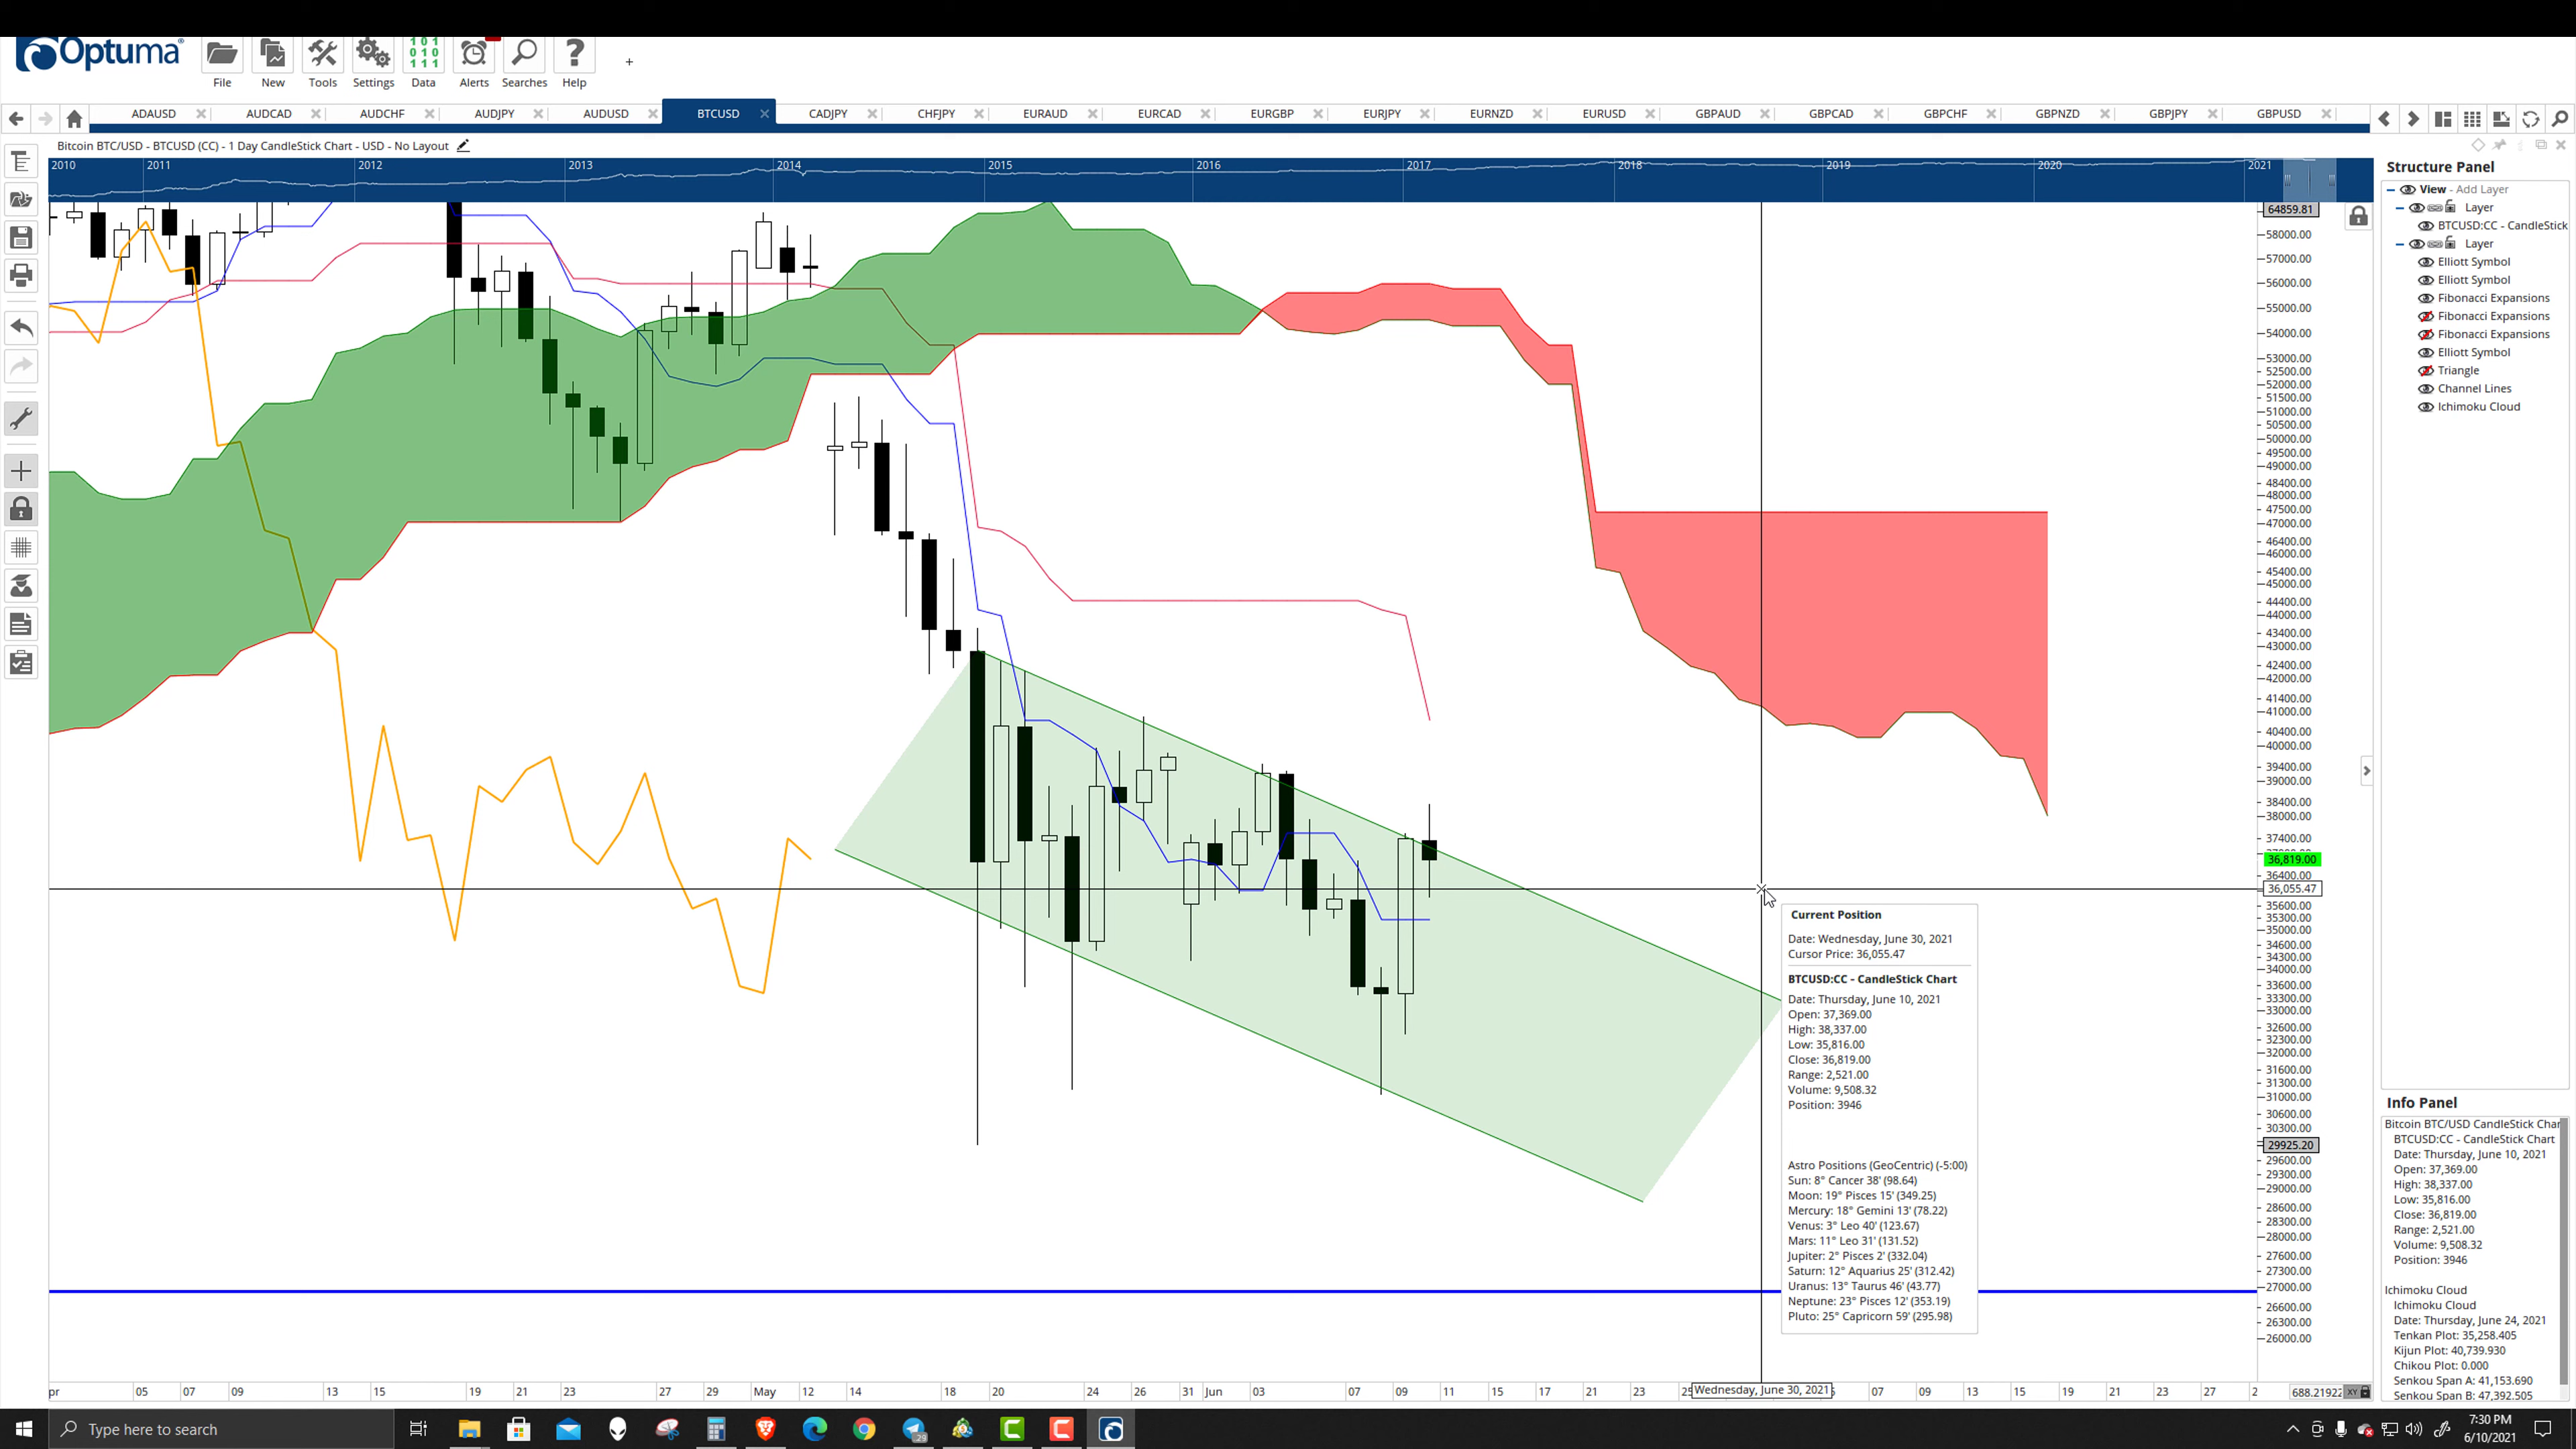 Optuma®
File New Tools Settings Data Alerts Searches Help
ADAUSD AUDCAD AUDCHF AUDJPY AUDUSD BTCUSD CADJPY CHFJPY EURAUD EURCAD EURGBP EURJPY EURNZD EURUSD GBPAUD GBPCAD GBPCHF GBPNZD GBPJPY GBPUSD
Bitcoin BTC/USD - BTCUSD (CC) - 1 Day CandleStick Chart - USD - No Layout
2010 2011 2012 2013 2014 2015 2016 2017 2018 2019 2020 2021
64859.81
58000.00
57000.00
56000.00
55000.00
54000.00
53000.00
52500.00
52000.00
51500.00
51000.00
50500.00
50000.00
49500.00
49000.00
48400.00
48000.00
47500.00
47000.00
46400.00
46000.00
45400.00
45000.00
44400.00
44000.00
43400.00
43000.00
42400.00
42000.00
41400.00
41000.00
40400.00
40000.00
39400.00
39000.00
38400.00
38000.00
37400.00
36,819.00
36400.00
36,055.47
35600.00
35300.00
35000.00
34600.00
34300.00
34000.00
33600.00
33300.00
33000.00
32600.00
32300.00
32000.00
31600.00
31300.00
31000.00
30600.00
30300.00
29925.20
29600.00
29300.00
29000.00
28600.00
28300.00
28000.00
27600.00
27300.00
27000.00
26600.00
26300.00
26000.00
Current Position
Date: Wednesday, June 30, 2021
Cursor Price: 36,055.47
BTCUSD:CC - CandleStick Chart
Date: Thursday, June 10, 2021
Open: 37,369.00
High: 38,337.00
Low: 35,816.00
Close: 36,819.00
Range: 2,521.00
Volume: 9,508.32
Position: 3946
Astro Positions (GeoCentric) (-5:00)
Sun: 8° Cancer 38' (98.64)
Moon: 19° Pisces 15' (349.25)
Mercury: 18° Gemini 13' (78.22)
Venus: 3° Leo 40' (123.67)
Mars: 11° Leo 31' (131.52)
Jupiter: 2° Pisces 2' (332.04)
Saturn: 12° Aquarius 25' (312.42)
Uranus: 13° Taurus 46' (43.77)
Neptune: 23° Pisces 12' (353.19)
Pluto: 25° Capricorn 59' (295.98)
pr 05 07 09 13 15 19 21 23 27 29 May 12 14 18 20 24 26 31 Jun 03 07 09 11 15 17 21 23 Wednesday, June 30, 2021 07 09 13 15 19 21 23 27 2 688.21922 XY
Structure Panel
View - Add Layer
Layer
BTCUSD:CC - CandleStick
Layer
Elliott Symbol
Elliott Symbol
Fibonacci Expansions
Fibonacci Expansions
Fibonacci Expansions
Elliott Symbol
Triangle
Channel Lines
Ichimoku Cloud
Info Panel
Bitcoin BTC/USD CandleStick Char
BTCUSD:CC - CandleStick Chart
Date: Thursday, June 10, 2021
Open: 37,369.00
High: 38,337.00
Low: 35,816.00
Close: 36,819.00
Range: 2,521.00
Volume: 9,508.32
Position: 3946
Ichimoku Cloud
Ichimoku Cloud
Date: Thursday, June 24, 2021
Tenkan Plot: 35,258.405
Kijun Plot: 40,739.930
Chikou Plot: 0.000
Senkou Span A: 41,153.690
Senkou Span B: 47,392.505
Type here to search
7:30 PM
6/10/2021